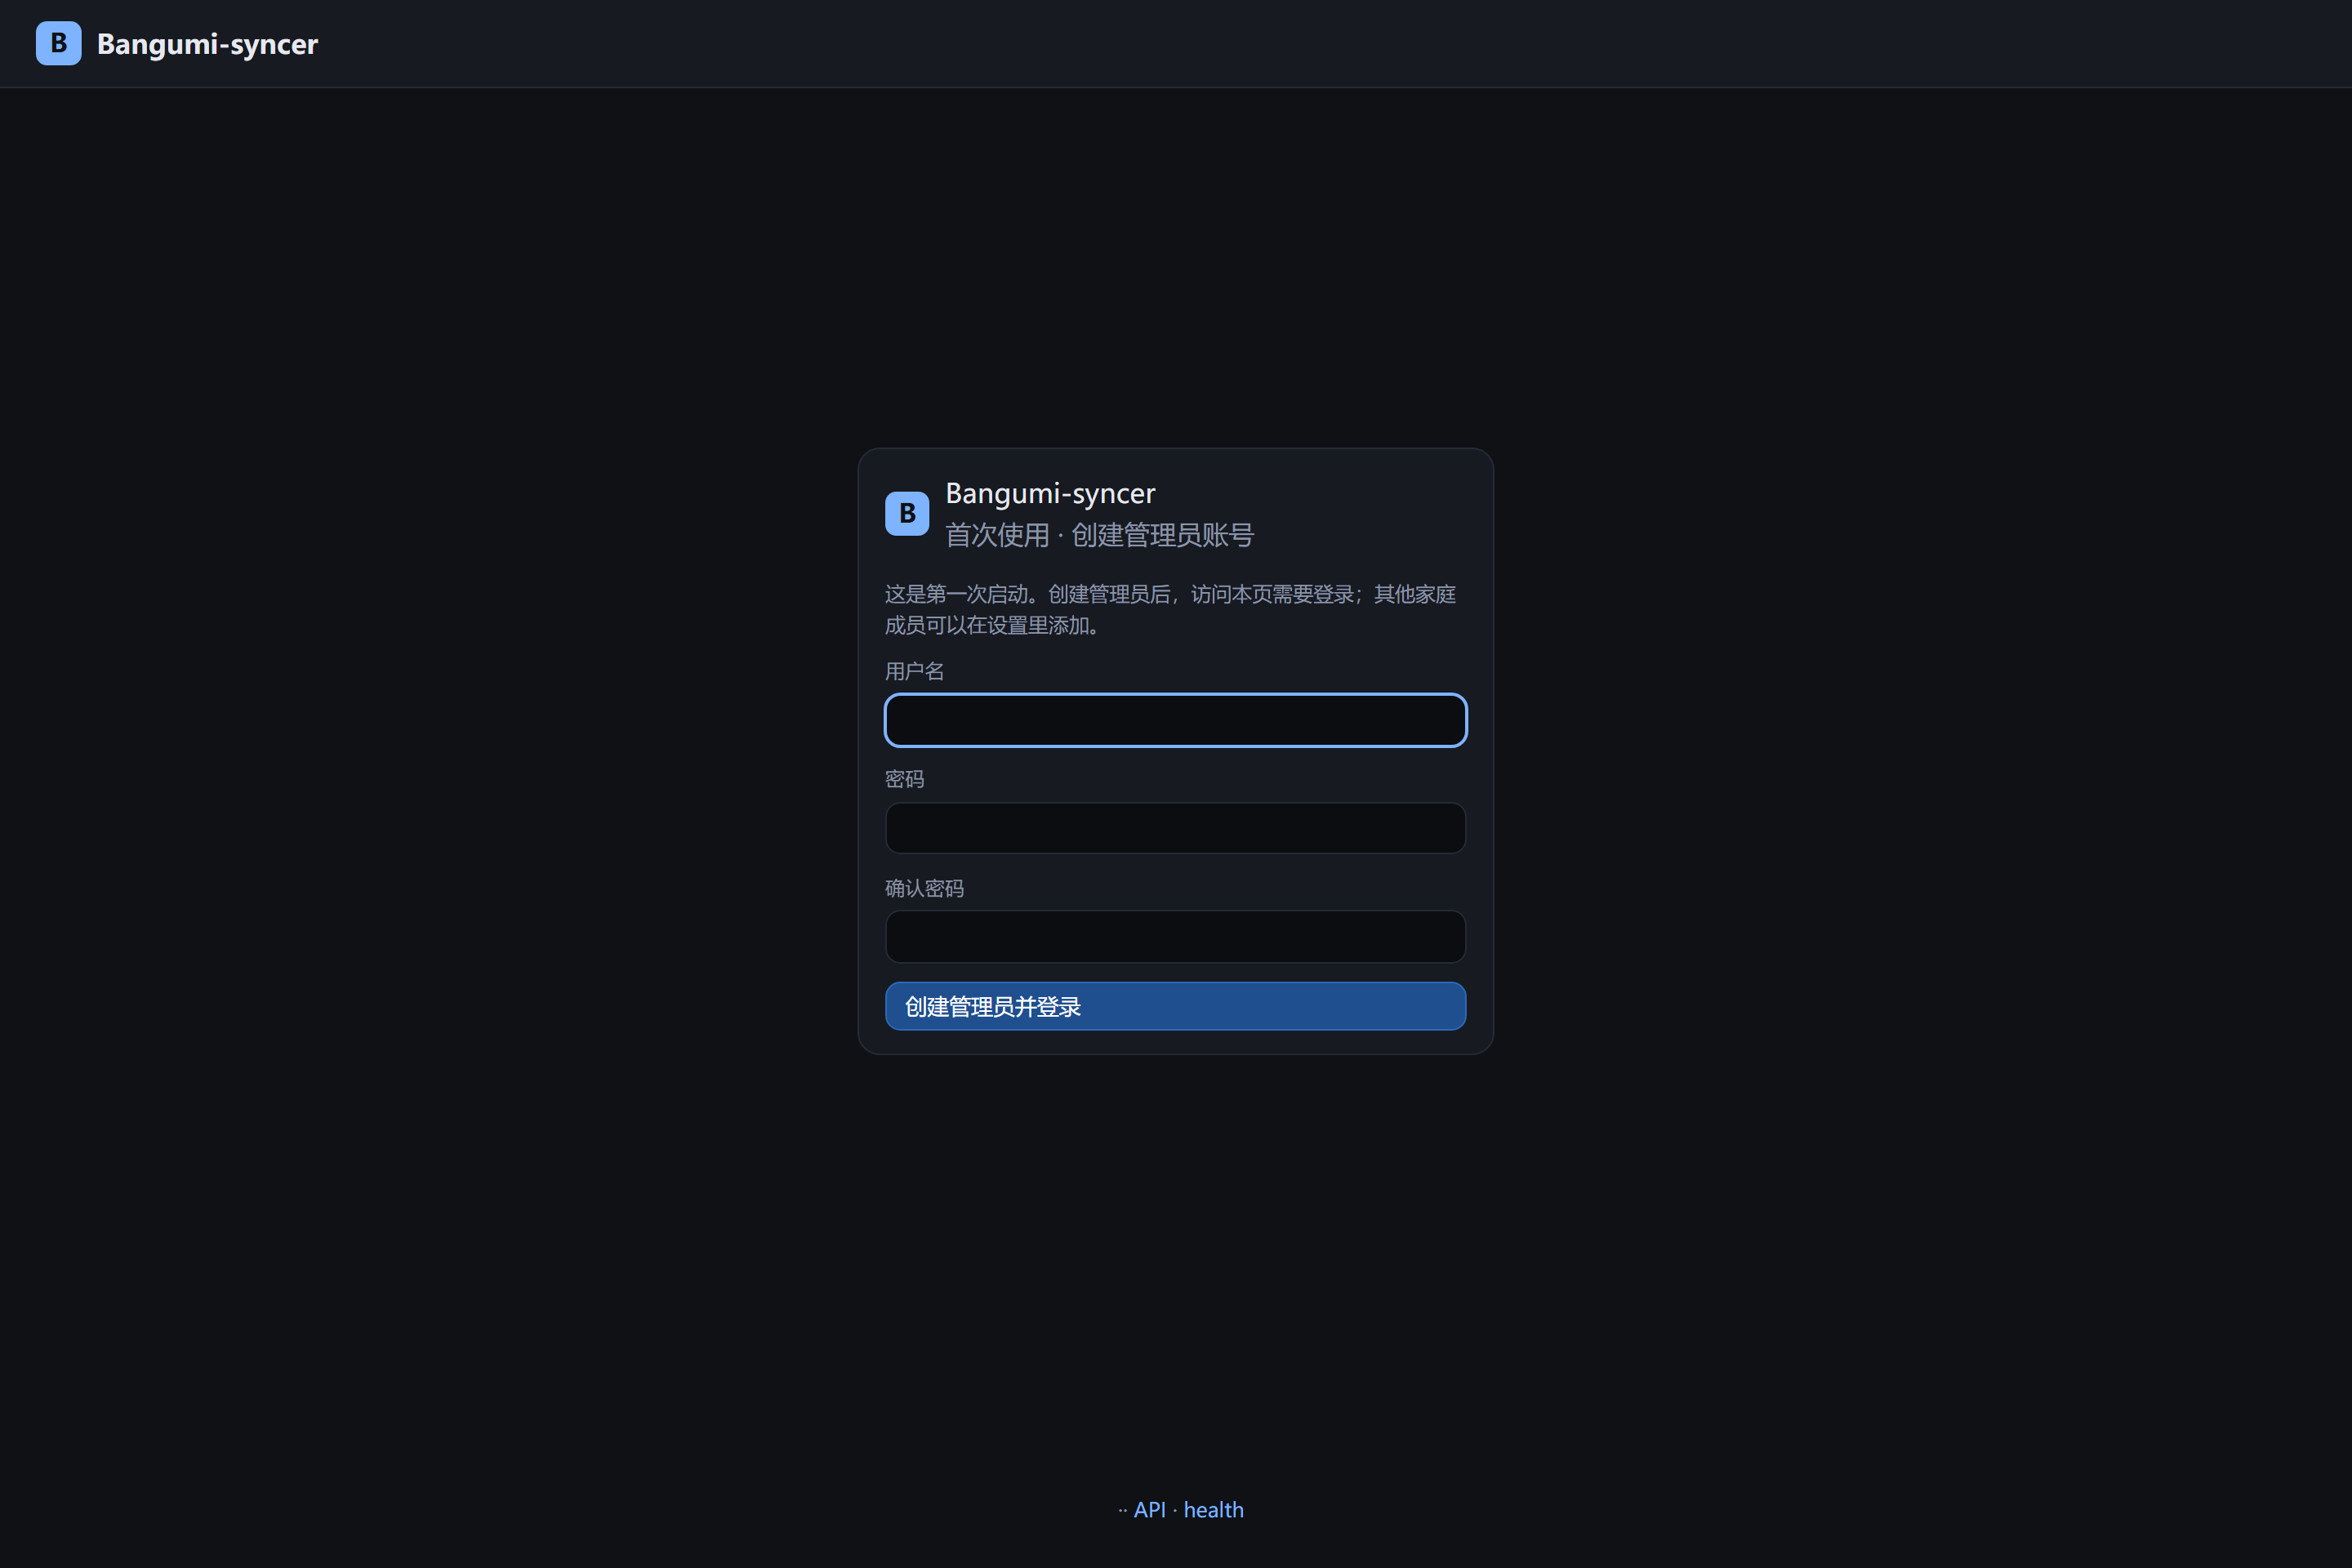 B Bangumi-syncer
B Bangumi-syncer
首次使用 · 创建管理员账号
这是第一次启动。创建管理员后，访问本页需要登录；其他家庭
成员可以在设置里添加。
用户名
密码
确认密码
创建管理员并登录
·· API · health